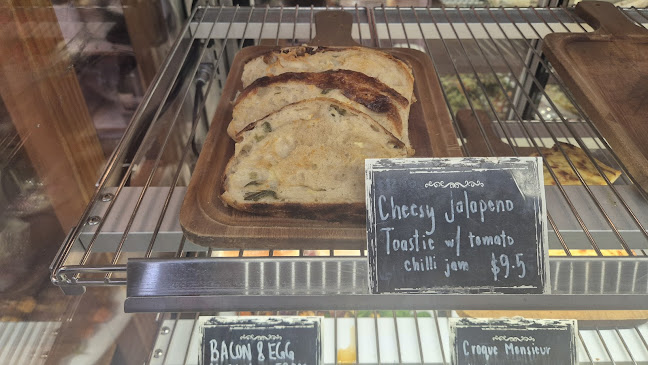 Cheesy Jalapeno
Toastie w/ tomato
chilli jam $9.5
BACON & EGG
Croque Monsieur